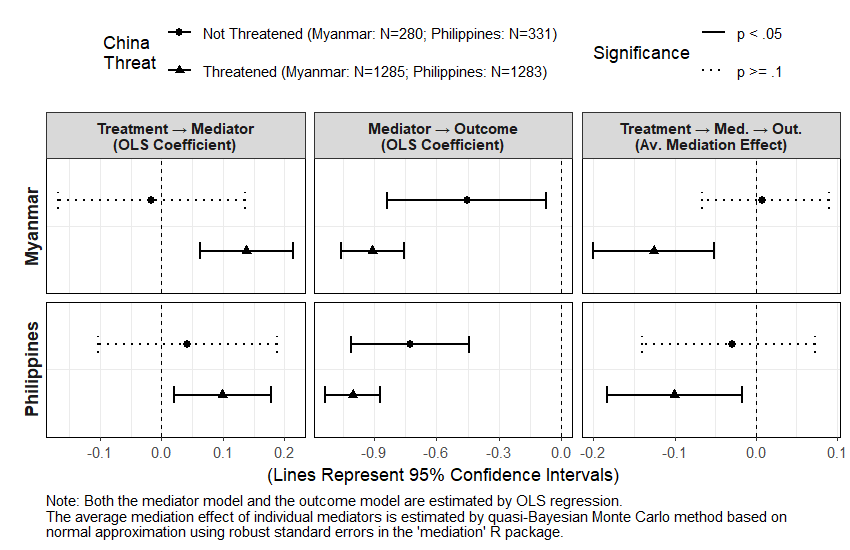 China
Threat
Not Threatened (Myanmar: N=280; Philippines: N=331)
Threatened (Myanmar: N=1285; Philippines: N=1283)
Significance
p < .05
p >= .1
Treatment → Mediator
(OLS Coefficient)
Mediator → Outcome
(OLS Coefficient)
Treatment → Med. → Out.
(Av. Mediation Effect)
Myanmar
Philippines
-0.1 0.0 0.1 0.2
-0.9 -0.6 -0.3 0.0
-0.2 -0.1 0.0 0.1
(Lines Represent 95% Confidence Intervals)
Note: Both the mediator model and the outcome model are estimated by OLS regression.
The average mediation effect of individual mediators is estimated by quasi-Bayesian Monte Carlo method based on
normal approximation using robust standard errors in the 'mediation' R package.